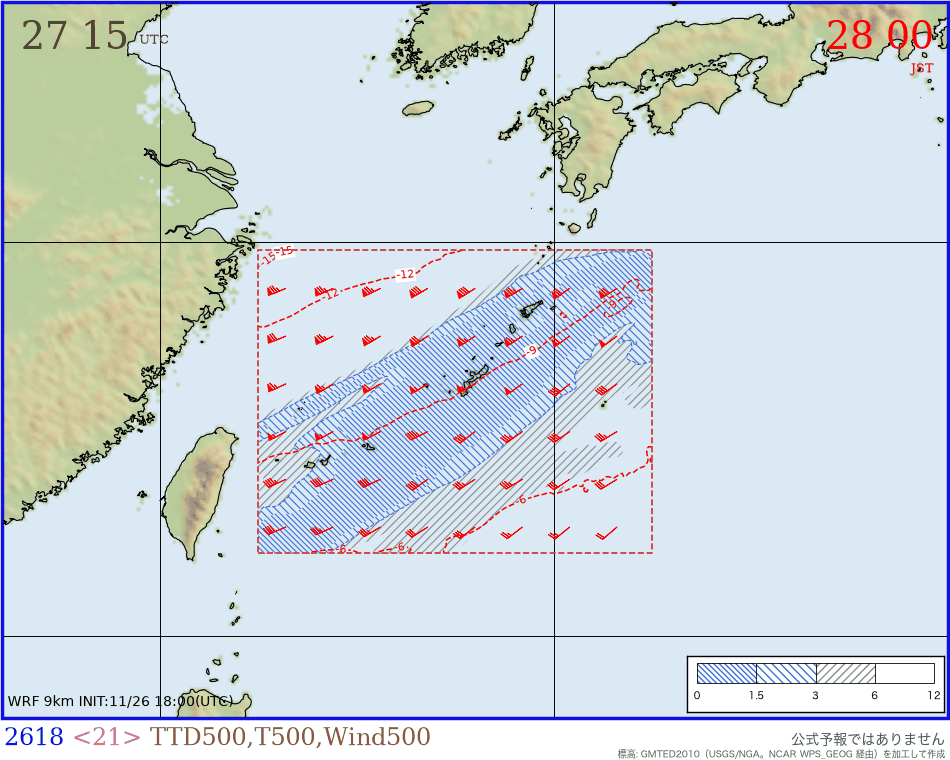 27 15 UTC
28 00
JST
-15 -15
-12
-12
-9
-9
-6
-6
-6
WRF 9km INIT:11/26 18:00(UTC)
0 1.5 3 6 12
2618 <21> TTD500,T500,Wind500
公式予報ではありません
標高: GMTED2010（USGS/NGA。NCAR WPS_GEOG 経由）を加工して作成